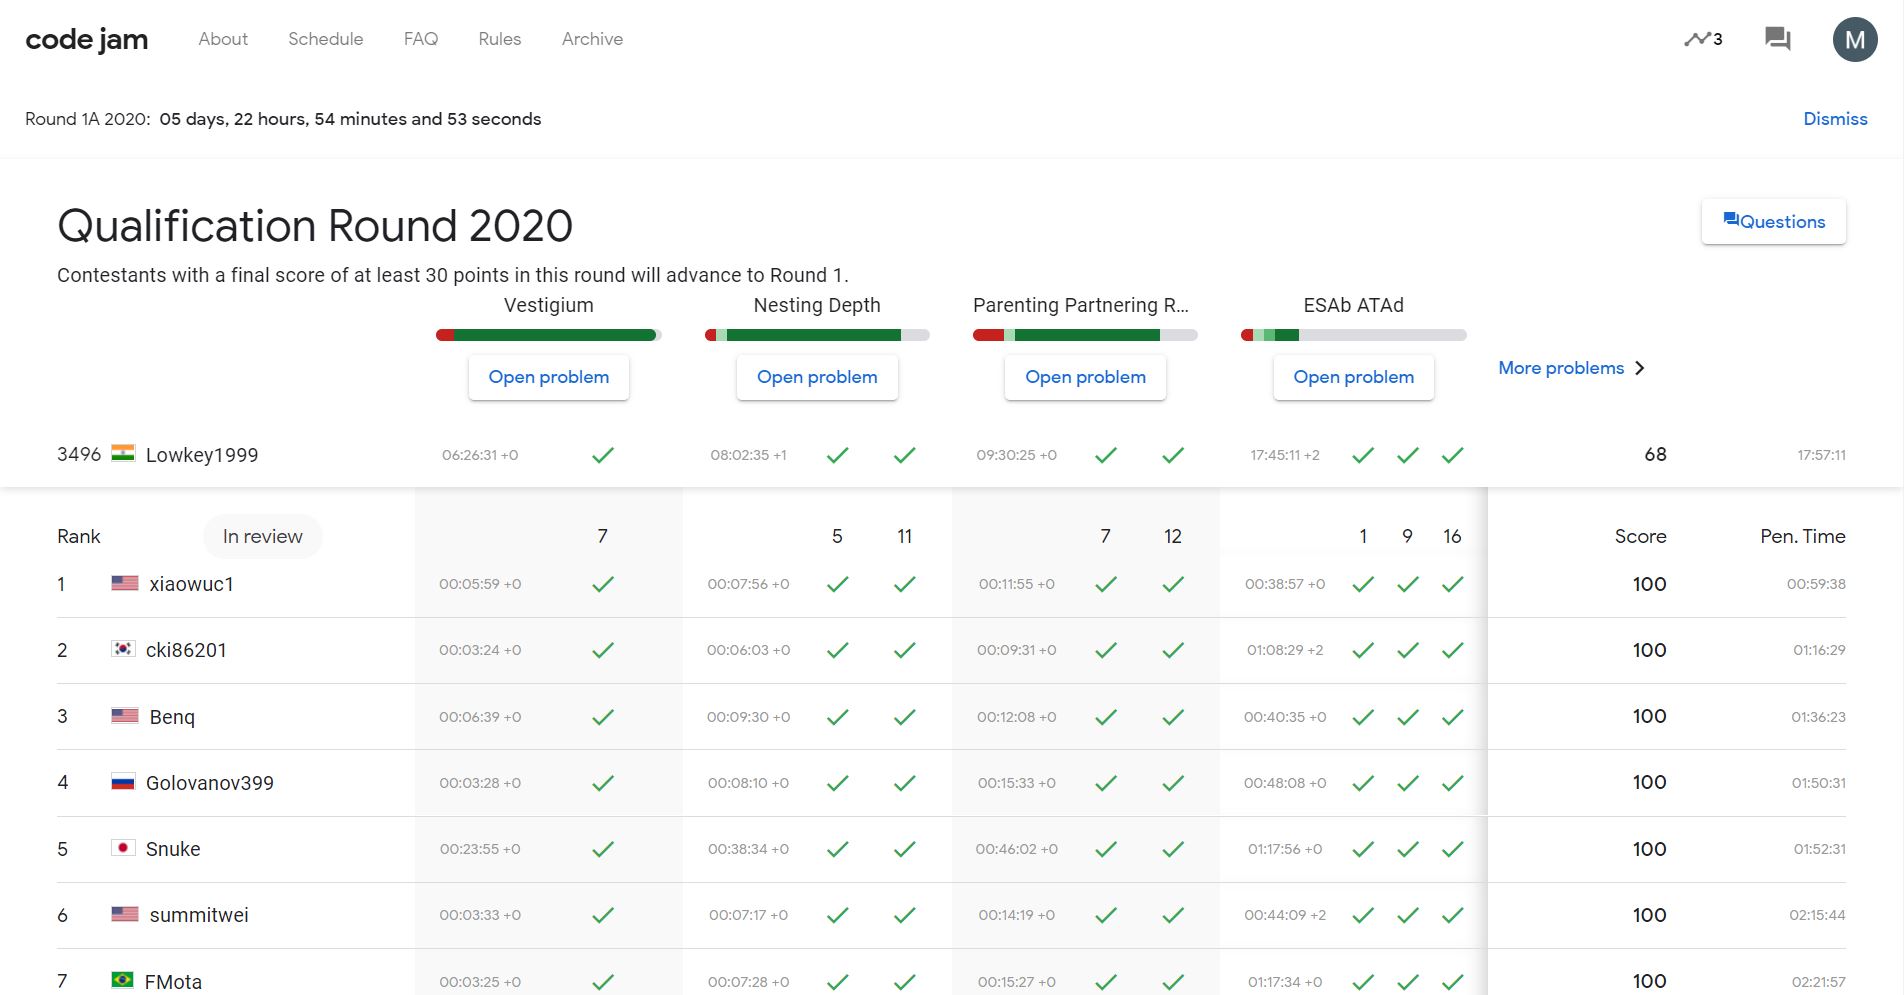 code jam About Schedule FAQ Rules Archive 3 M
Round 1A 2020: 05 days, 22 hours, 54 minutes and 53 seconds Dismiss
Qualification Round 2020 Questions
Contestants with a final score of at least 30 points in this round will advance to Round 1.
Vestigium Nesting Depth Parenting Partnering R... ESAb ATAd
Open problem Open problem Open problem Open problem More problems
3496 Lowkey1999 06:26:31 +0 08:02:35 +1 09:30:25 +0 17:45:11 +2 68 17:57:11
Rank In review 7 5 11 7 12 1 9 16 Score Pen. Time
1 xiaowuc1 00:05:59 +0 00:07:56 +0 00:11:55 +0 00:38:57 +0 100 00:59:38
2 cki86201 00:03:24 +0 00:06:03 +0 00:09:31 +0 01:08:29 +2 100 01:16:29
3 Benq 00:06:39 +0 00:09:30 +0 00:12:08 +0 00:40:35 +0 100 01:36:23
4 Golovanov399 00:03:28 +0 00:08:10 +0 00:15:33 +0 00:48:08 +0 100 01:50:31
5 Snuke 00:23:55 +0 00:38:34 +0 00:46:02 +0 01:17:56 +0 100 01:52:31
6 summitwei 00:03:33 +0 00:07:17 +0 00:14:19 +0 00:44:09 +2 100 02:15:44
7 FMota 00:03:25 +0 00:07:28 +0 00:15:27 +0 01:17:34 +0 100 02:21:57